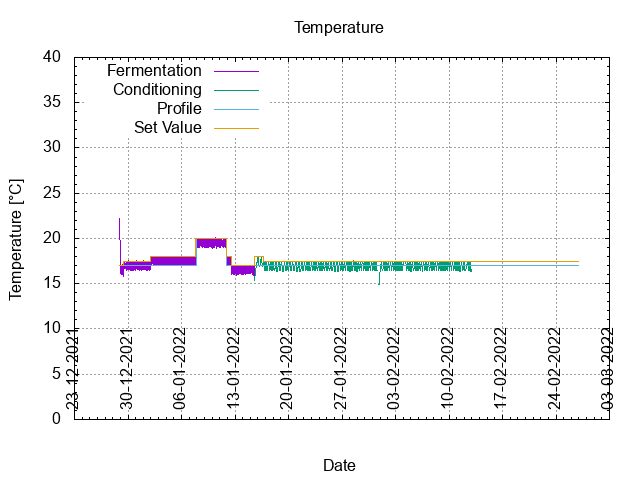 Temperature
40
35
30
25
20
15
10
5
0
Temperature [°C]
Fermentation
Conditioning
Profile
Set Value
23-12-2021
30-12-2021
06-01-2022
13-01-2022
20-01-2022
27-01-2022
03-02-2022
10-02-2022
17-02-2022
24-02-2022
03-03-2022
Date